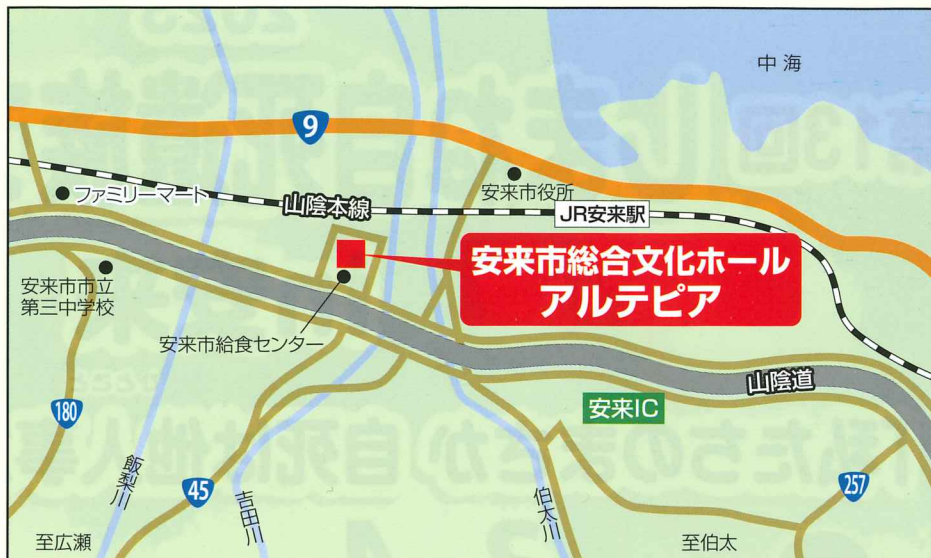 中海
9
安来市役所
ファミリーマート
山陰本線
JR安来駅
安来市総合文化ホール
アルテピア
安来市市立
第三中学校
安来市給食センター
山陰道
安来IC
180
飯梨川
45
吉田川
伯太川
257
至広瀬
至伯太